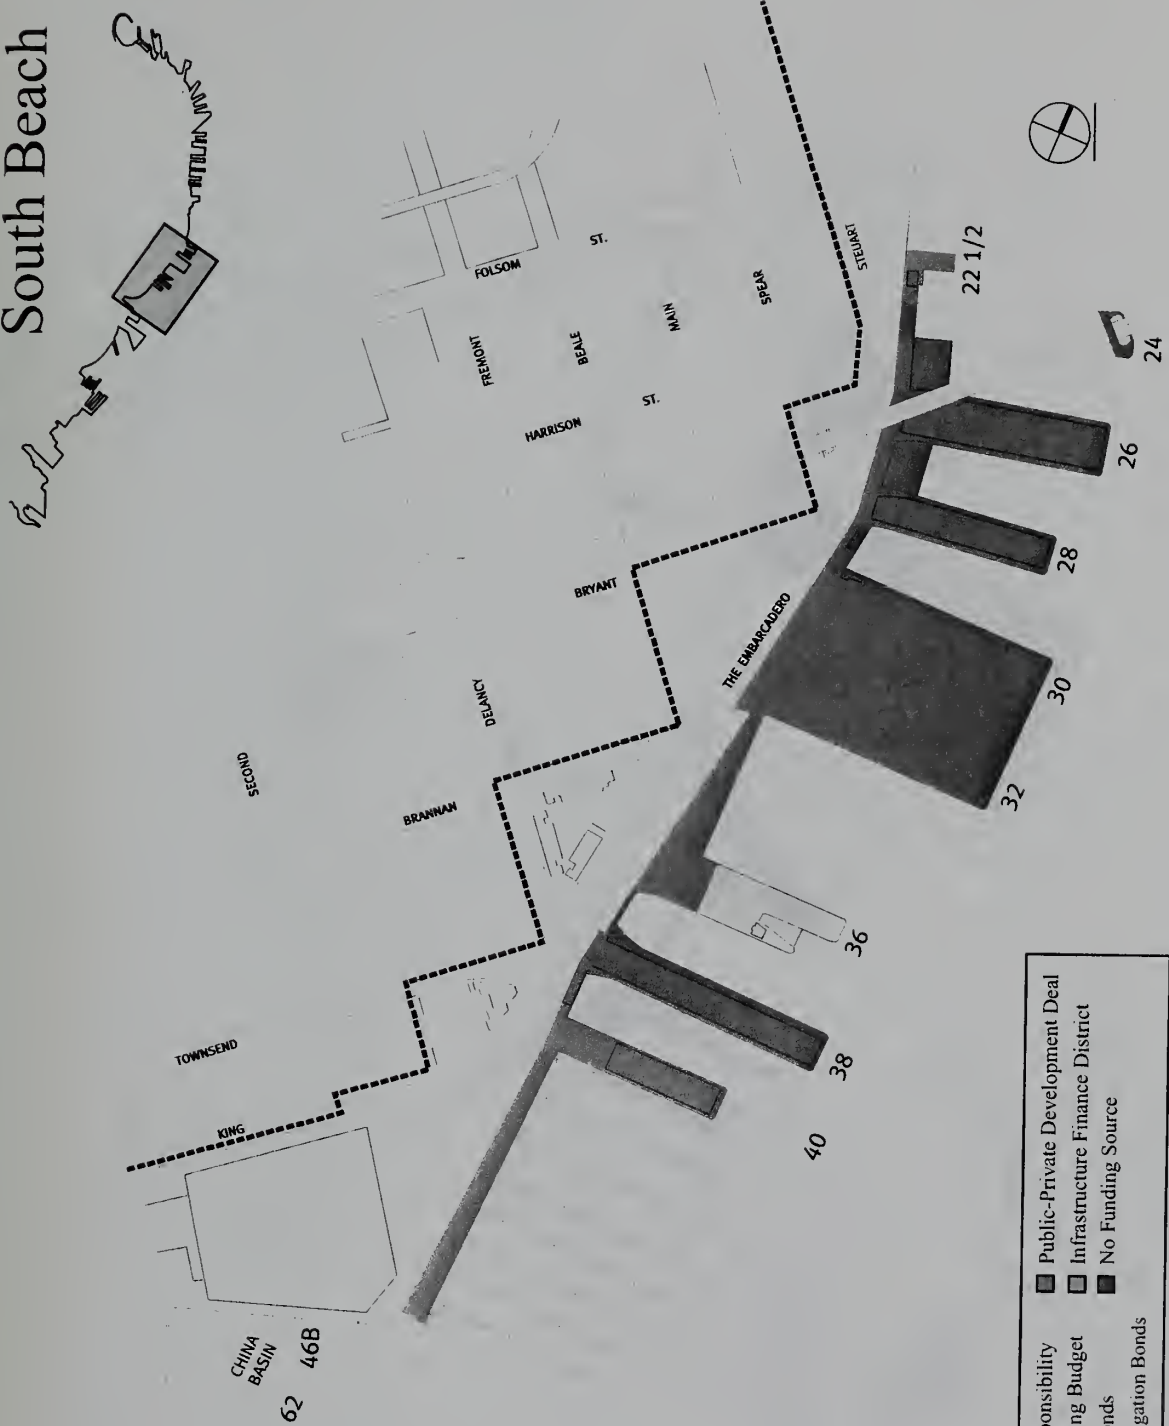 South Beach
FOLSOM
ST.
FREMONT
BEALE
MAIN
SPEAR
STEUART
HARRISON
ST.
BRYANT
DELANCY
SECOND
BRANNAN
THE EMBARCADERO
TOWNSEND
KING
CHINA
BASIN
46B
62
22 1/2
24
26
28
30
32
36
38
40
onsibility
ng Budget
nds
gation Bonds
Public-Private Development Deal
Infrastructure Finance District
No Funding Source